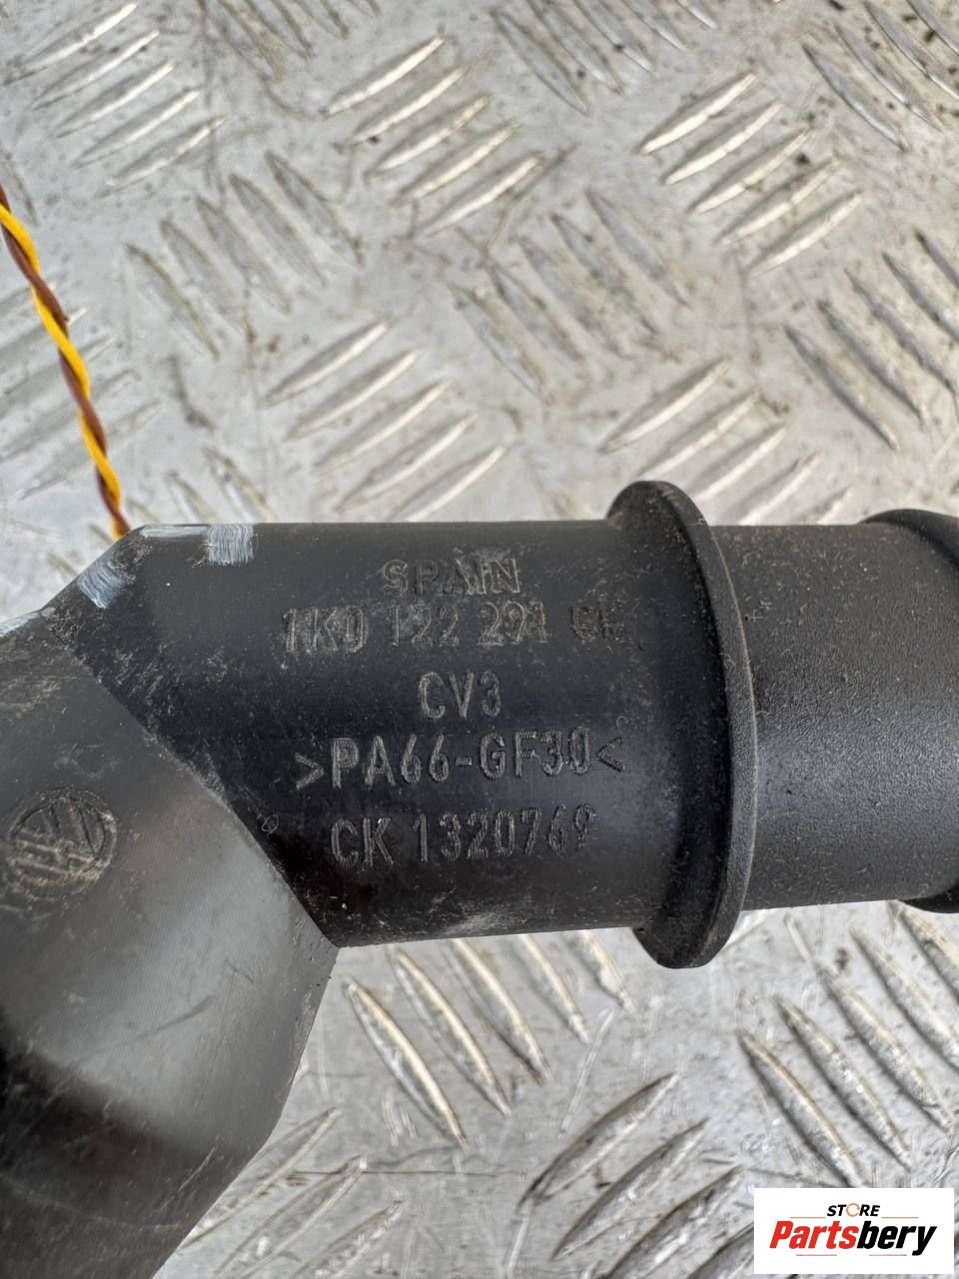 SPAIN
1K0 122 291
CV3
>PA66-GF30<
CK 1320769
STORE
Partsbery